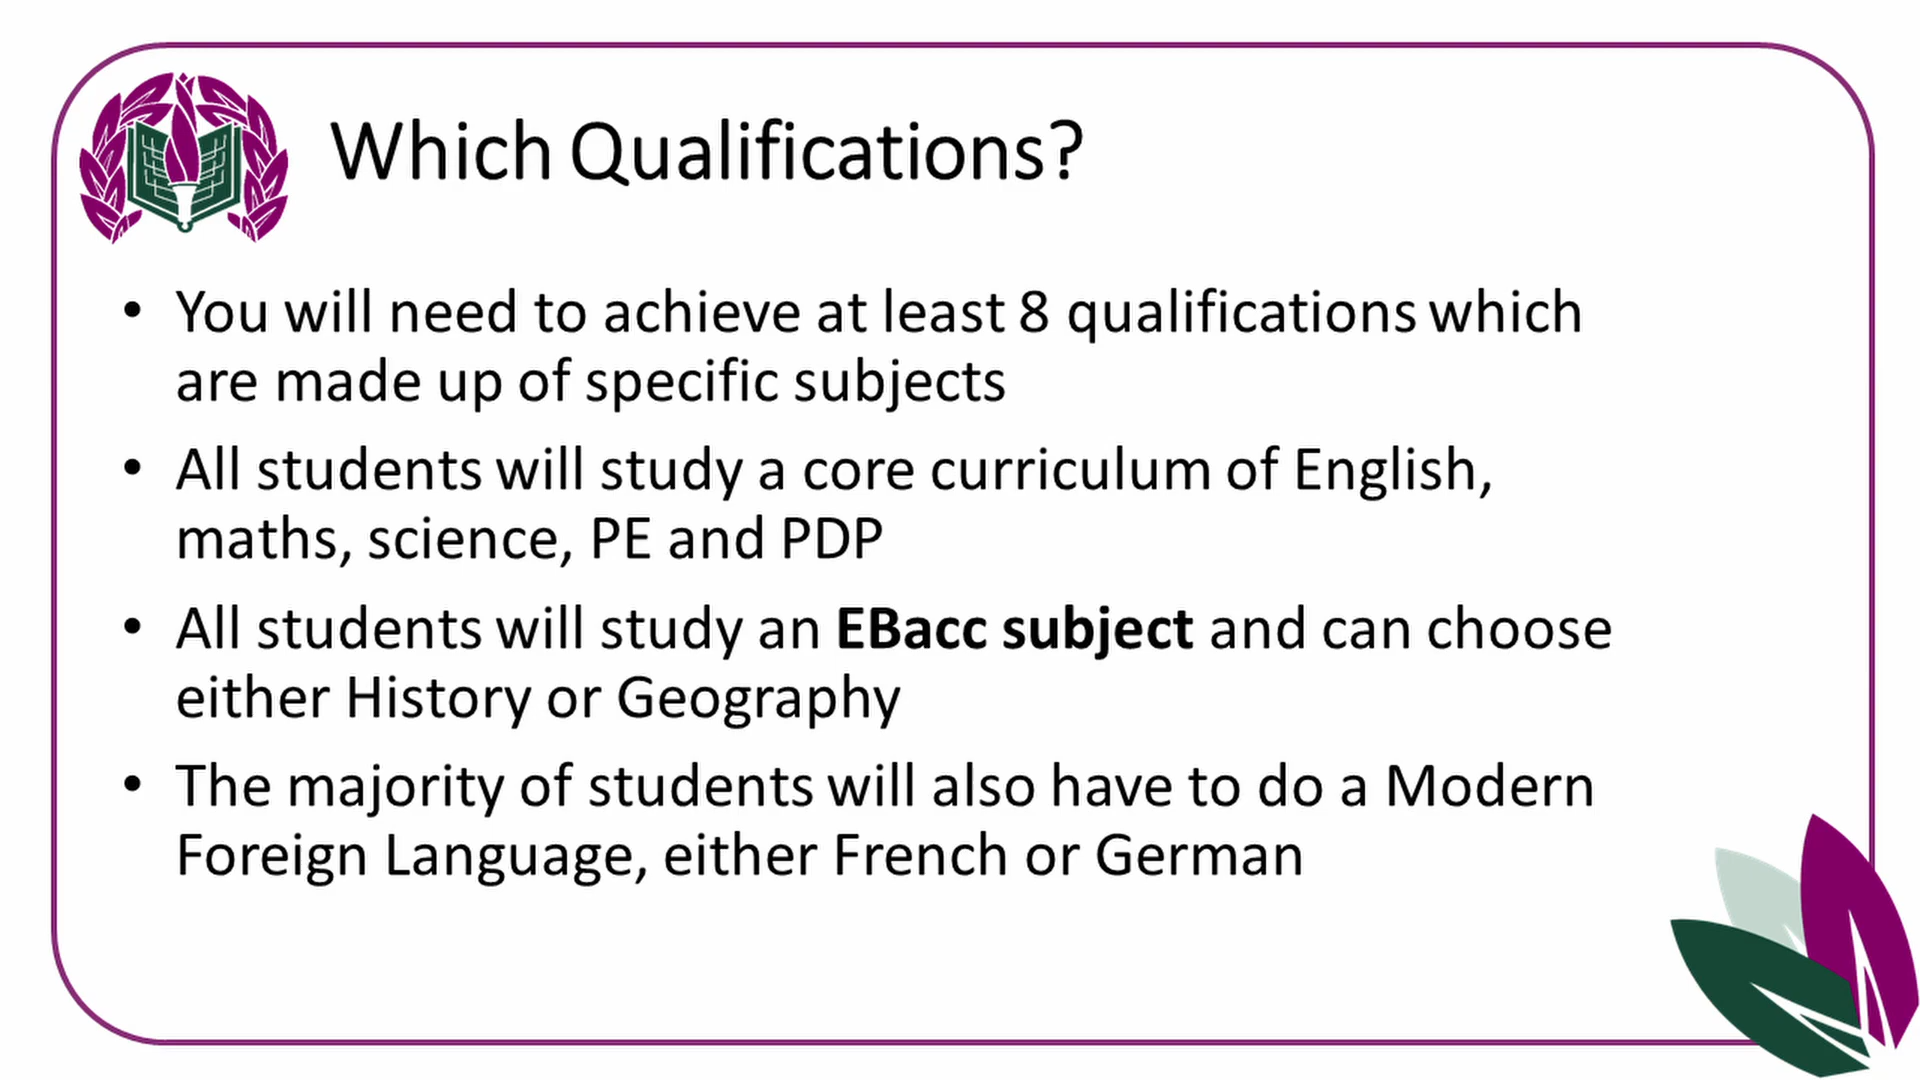 Which Qualifications?
• You will need to achieve at least 8 qualifications which
are made up of specific subjects
• All students will study a core curriculum of English,
maths, science, PE and PDP
• All students will study an EBacc subject and can choose
either History or Geography
• The majority of students will also have to do a Modern
Foreign Language, either French or German